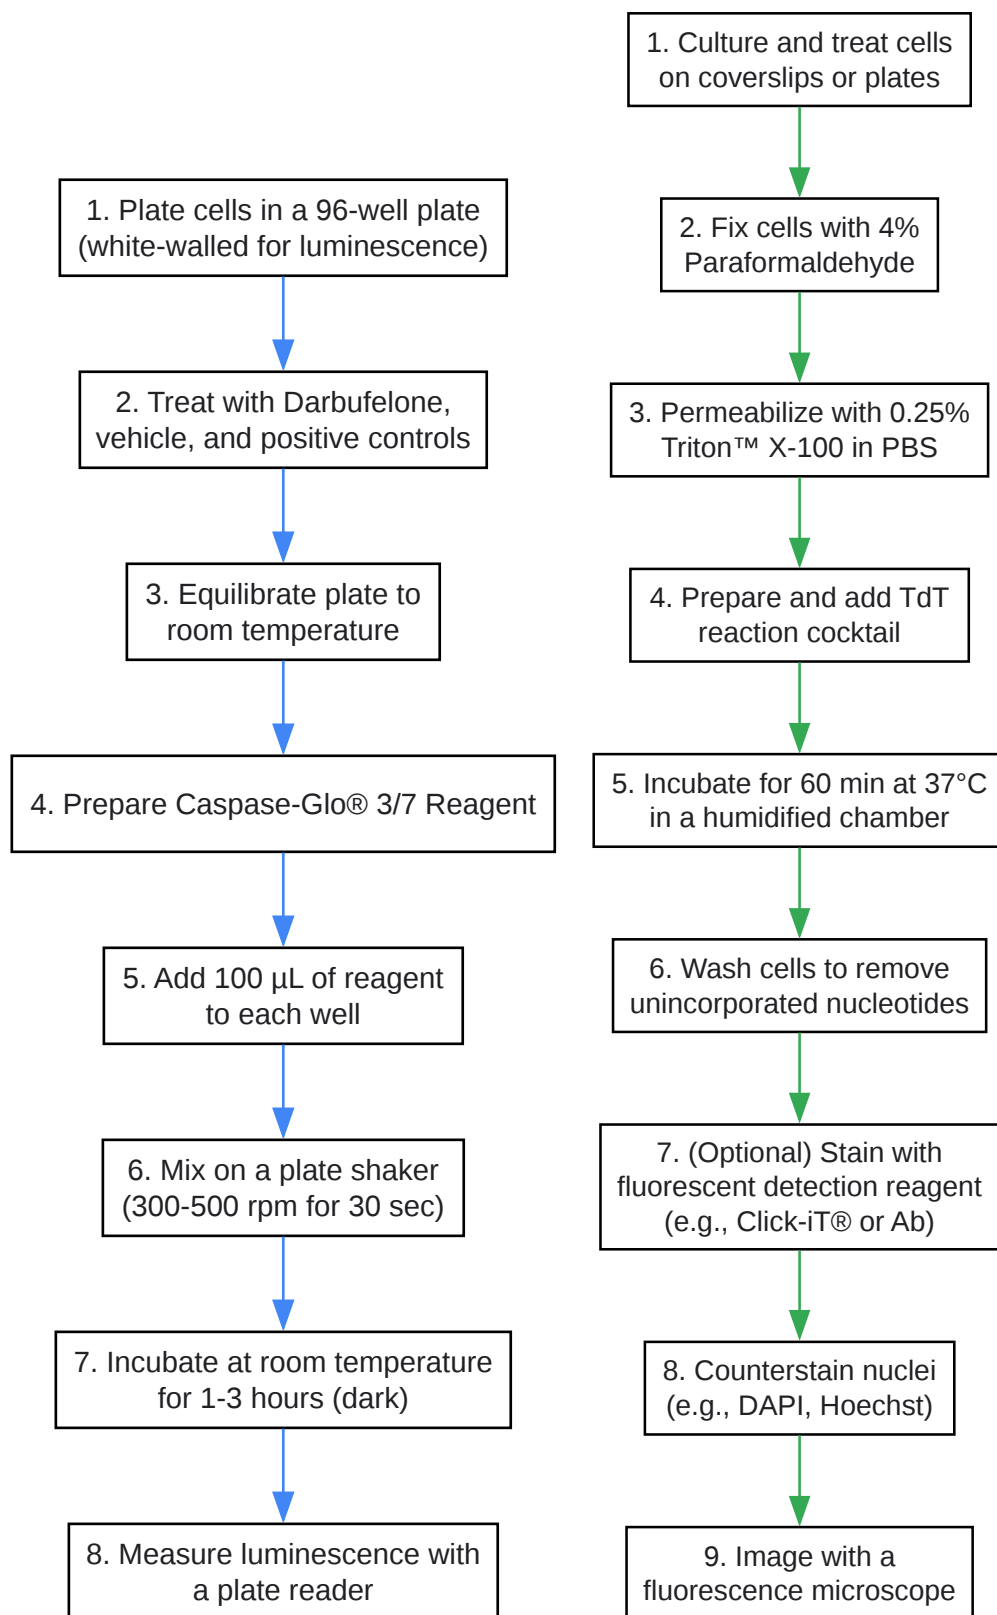 1. Plate cells in a 96-well plate
(white-walled for luminescence)
2. Treat with Darbufelone,
vehicle, and positive controls
3. Equilibrate plate to
room temperature
4. Prepare Caspase-Glo® 3/7 Reagent
5. Add 100 µL of reagent
to each well
6. Mix on a plate shaker
(300-500 rpm for 30 sec)
7. Incubate at room temperature
for 1-3 hours (dark)
8. Measure luminescence with
a plate reader
1. Culture and treat cells
on coverslips or plates
2. Fix cells with 4%
Paraformaldehyde
3. Permeabilize with 0.25%
Triton™ X-100 in PBS
4. Prepare and add TdT
reaction cocktail
5. Incubate for 60 min at 37°C
in a humidified chamber
6. Wash cells to remove
unincorporated nucleotides
7. (Optional) Stain with
fluorescent detection reagent
(e.g., Click-iT® or Ab)
8. Counterstain nuclei
(e.g., DAPI, Hoechst)
9. Image with a
fluorescence microscope